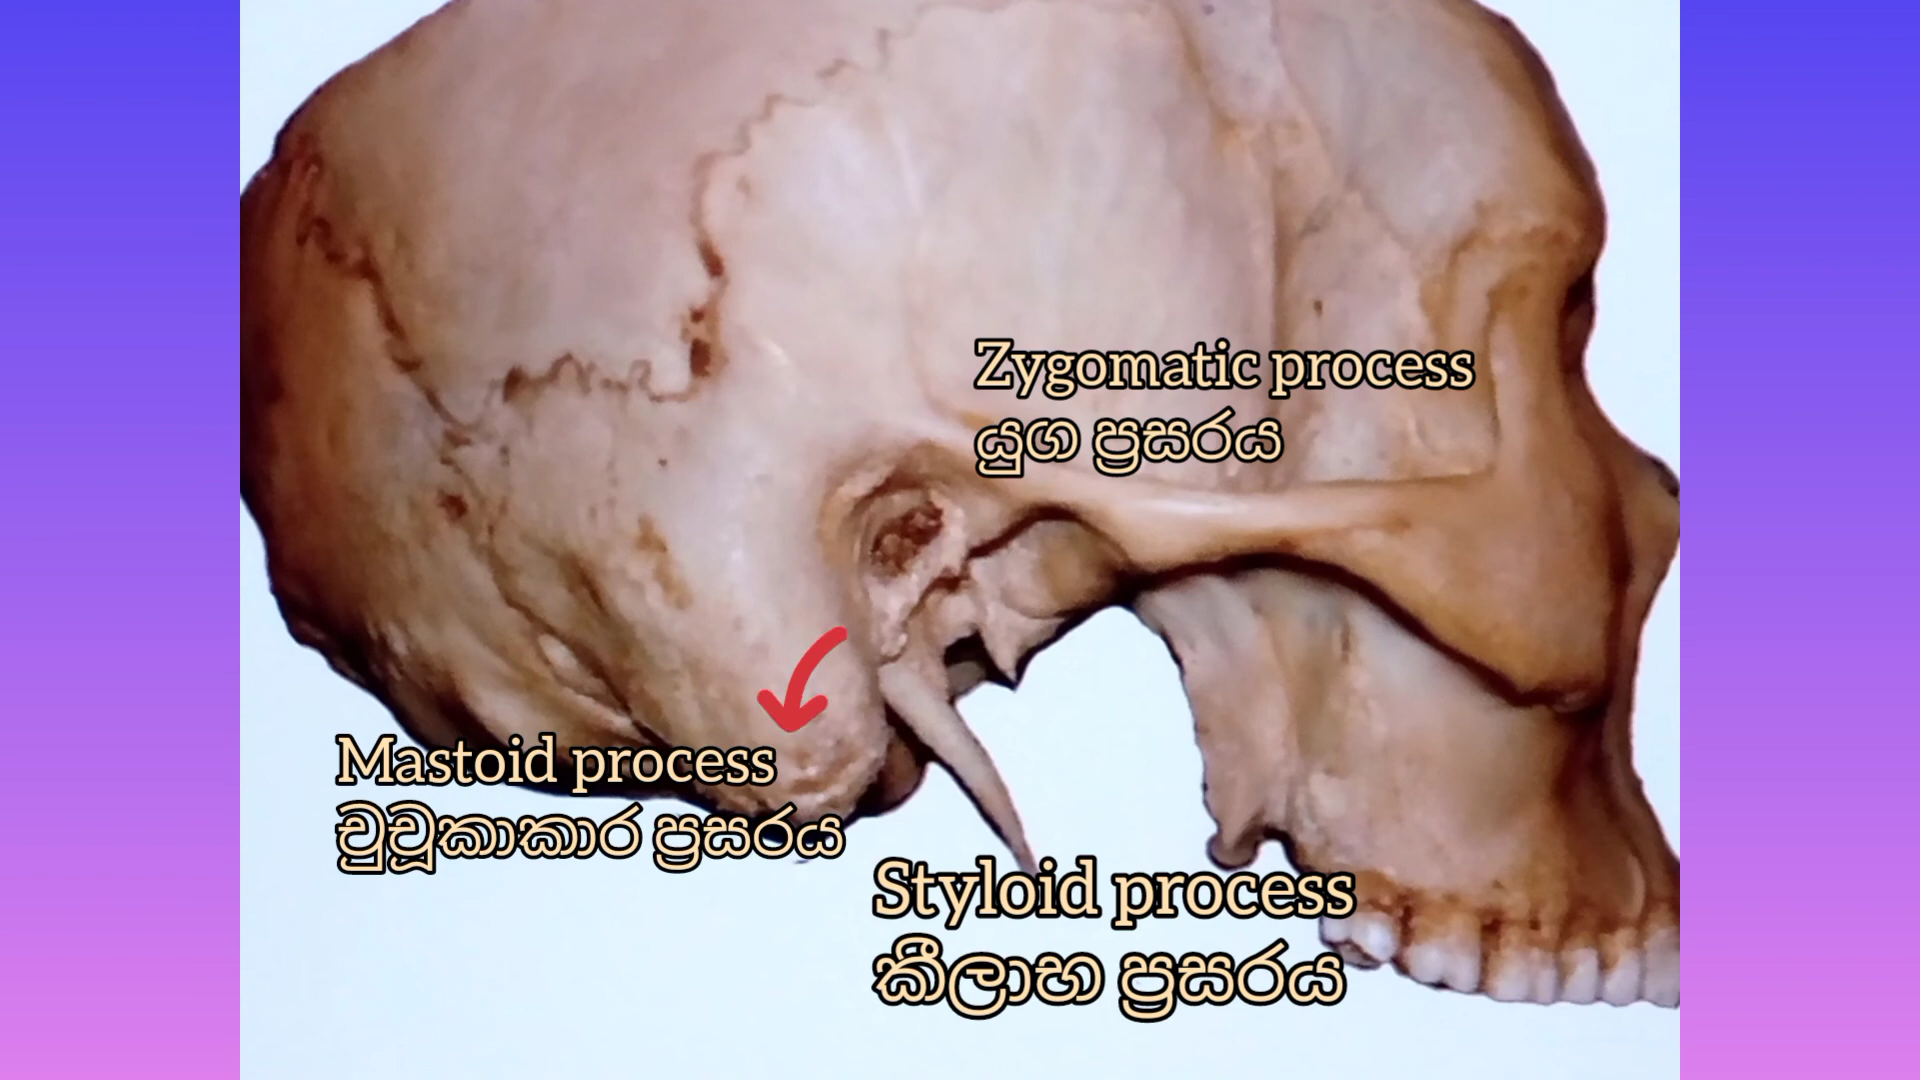 Zygomatic process
යුග ප්‍රසරය
Mastoid process
චුචූකාකාර ප්‍රසරය
Styloid process
කීලාභ ප්‍රසරය